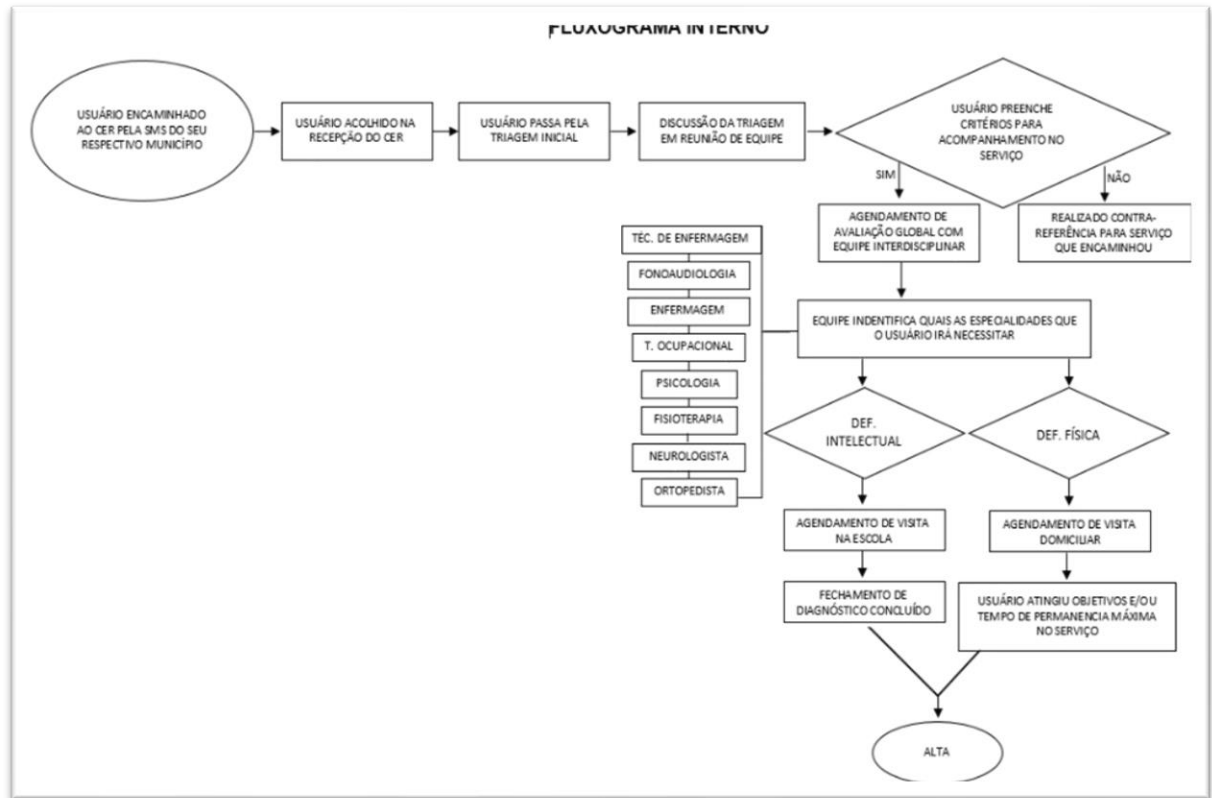 FLUXOGRAMA INTERNO
USUÁRIO ENCAMINHADO
AO CER PELA SMS DO SEU
RESPECTIVO MUNICÍPIO
USUÁRIO ACOLHIDO NA
RECEPÇÃO DO CER
USUÁRIO PASSA PELA
TRIAGEM INICIAL
DISCUSSÃO DA TRIAGEM
EM REUNIÃO DE EQUIPE
USUÁRIO PREENCHE
CRITÉRIOS PARA
ACOMPANHAMENTO NO
SERVIÇO
SIM
NÃO
AGENDAMENTO DE
AVALIAÇÃO GLOBAL COM
EQUIPE INTERDISCIPLINAR
REALIZADO CONTRA-
REFERÊNCIA PARA SERVIÇO
QUE ENCAMINHOU
TÉC. DE ENFERMAGEM
FONOAUDIOLOGIA
ENFERMAGEM
T. OCUPACIONAL
PSICOLOGIA
FISIOTERAPIA
NEUROLOGISTA
ORTOPEDISTA
EQUIPE INDENTIFICA QUAIS AS ESPECIALIDADES QUE
O USUÁRIO IRÁ NECESSITAR
DEF.
INTELECTUAL
DEF. FÍSICA
AGENDAMENTO DE VISITA
NA ESCOLA
AGENDAMENTO DE VISITA
DOMICILIAR
FECHAMENTO DE
DIAGNÓSTICO CONCLUÍDO
USUÁRIO ATINGIU OBJETIVOS E/OU
TEMPO DE PERMANENCIA MÁXIMA
NO SERVIÇO
ALTA